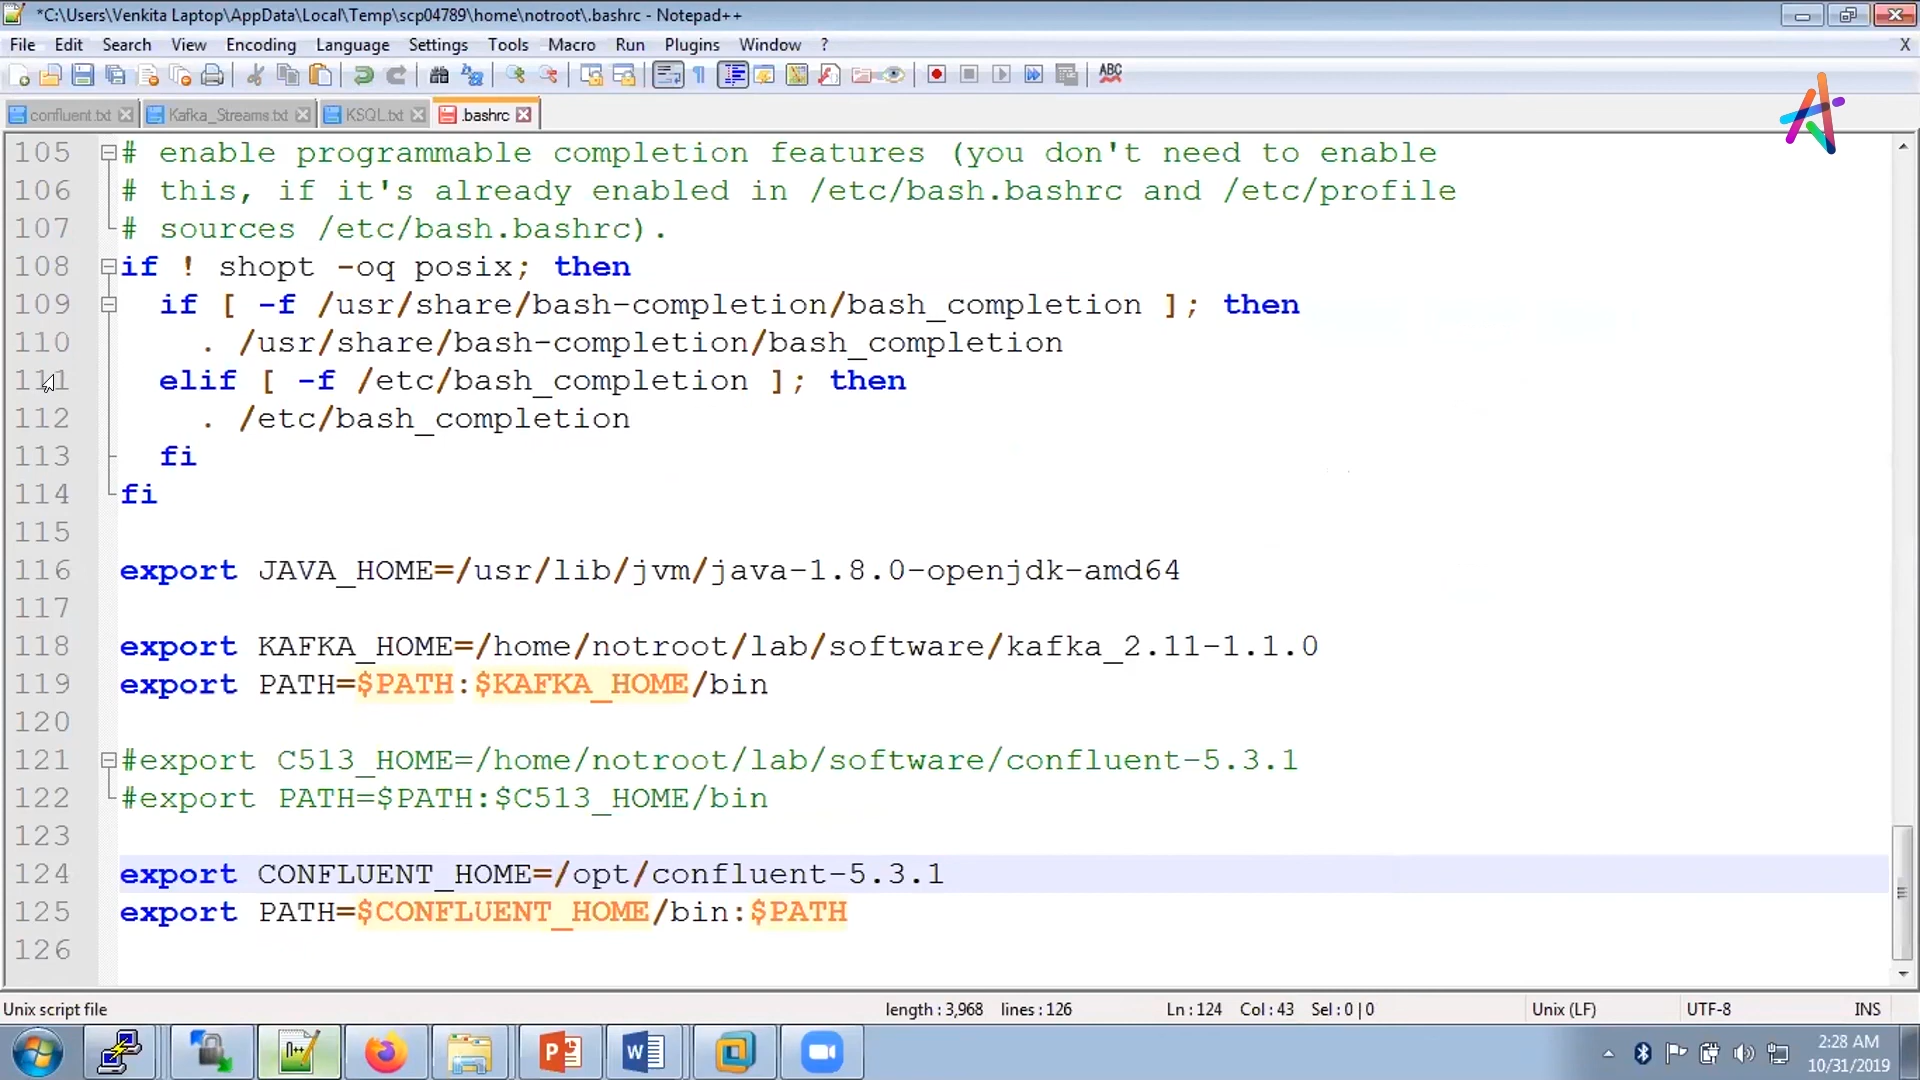 *C:\Users\Venkita Laptop\AppData\Local\Temp\scp04789\home\notroot\.bashrc - Notepad++
File Edit Search View Encoding Language Settings Tools Macro Run Plugins Window ? X
confluent.txt Kafka_Streams.txt KSQL.txt .bashrc
105 # enable programmable completion features (you don't need to enable
106 # this, if it's already enabled in /etc/bash.bashrc and /etc/profile
107 # sources /etc/bash.bashrc).
108 if ! shopt -oq posix; then
109 if [ -f /usr/share/bash-completion/bash_completion ]; then
110 . /usr/share/bash-completion/bash_completion
111 elif [ -f /etc/bash_completion ]; then
112 . /etc/bash_completion
113 fi
114 fi
115
116 export JAVA_HOME=/usr/lib/jvm/java-1.8.0-openjdk-amd64
117
118 export KAFKA_HOME=/home/notroot/lab/software/kafka_2.11-1.1.0
119 export PATH=$PATH:$KAFKA_HOME/bin
120
121 #export C513_HOME=/home/notroot/lab/software/confluent-5.3.1
122 #export PATH=$PATH:$C513_HOME/bin
123
124 export CONFLUENT_HOME=/opt/confluent-5.3.1
125 export PATH=$CONFLUENT_HOME/bin:$PATH
126
Unix script file length : 3,968 lines : 126 Ln : 124 Col : 43 Sel : 0 | 0 Unix (LF) UTF-8 INS
2:28 AM
10/31/2019